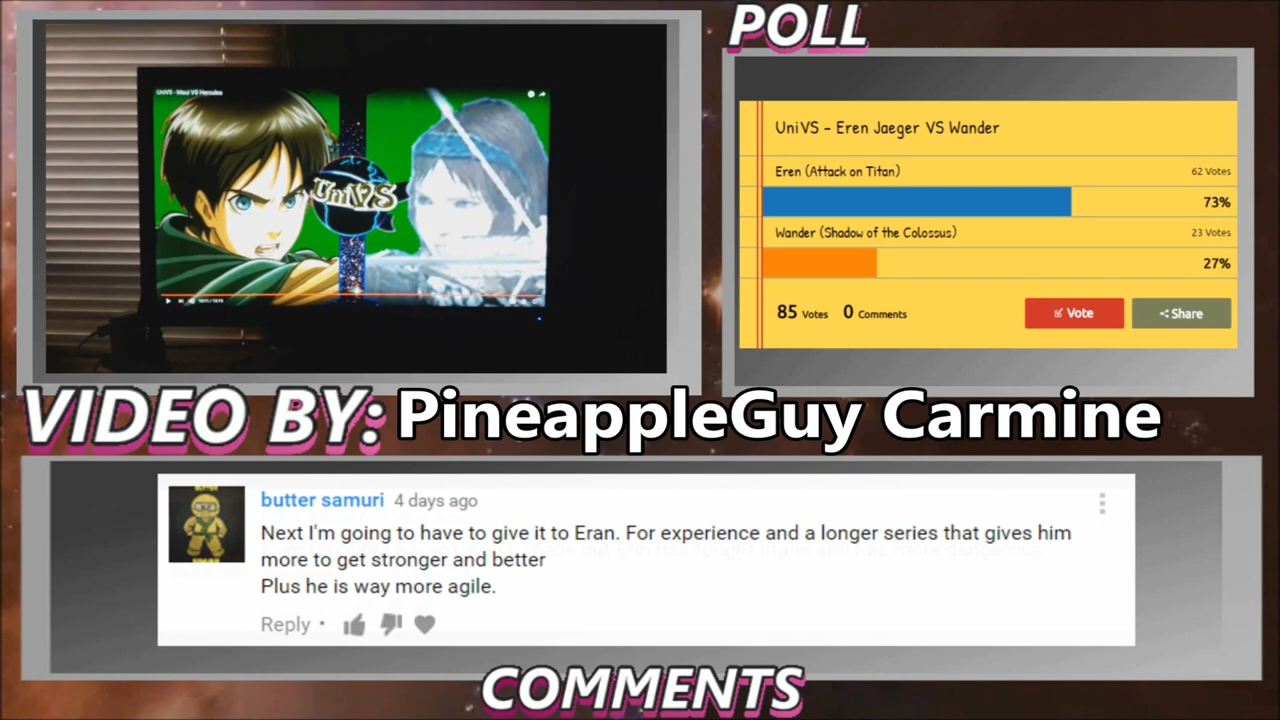 POLL
UniVS - Maui VS Hercules
UniVS
UniVS - Eren Jaeger VS Wander
Eren (Attack on Titan) 62 Votes
73%
Wander (Shadow of the Colossus) 23 Votes
27%
85 Votes 0 Comments Vote Share
VIDEO BY: PineappleGuy Carmine
butter samuri 4 days ago
Next I'm going to have to give it to Eran. For experience and a longer series that gives him
more to get stronger and better
Plus he is way more agile.
Reply •
COMMENTS